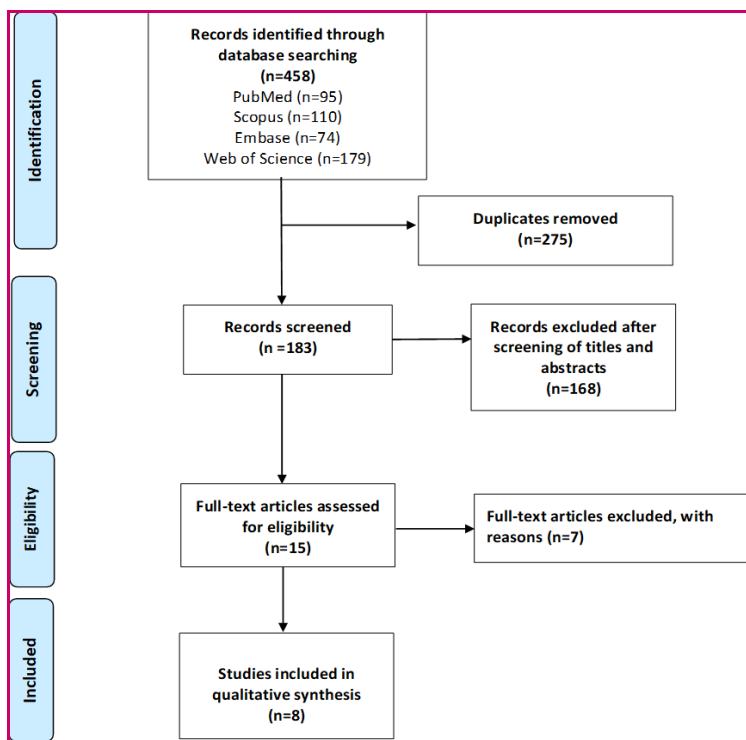 Identification
Records identified through
database searching
(n=458)
PubMed (n=95)
Scopus (n=110)
Embase (n=74)
Web of Science (n=179)
Duplicates removed
(n=275)
Screening
Records screened
(n =183)
Records excluded after
screening of titles and
abstracts
(n=168)
Eligibility
Full-text articles assessed
for eligibility
(n=15)
Full-text articles excluded, with
reasons (n=7)
Included
Studies included in
qualitative synthesis
(n=8)